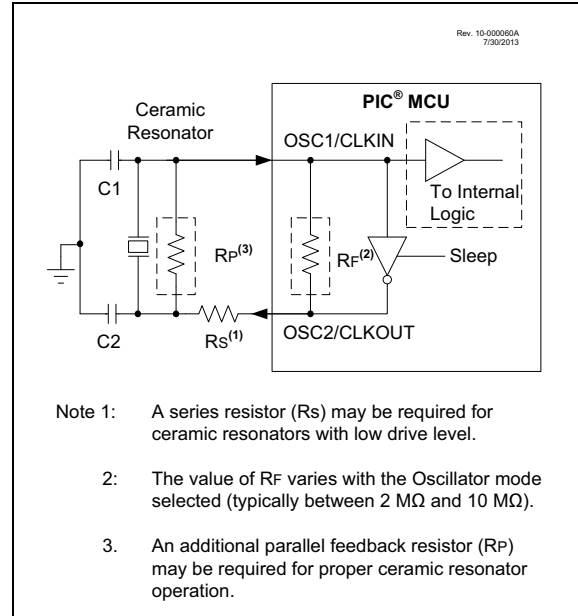 Rev. 10-000060A
7/30/2013
PIC® MCU
Ceramic
Resonator
OSC1/CLKIN
C1
To Internal
Logic
RP(3)
RF(2)
Sleep
C2
RS(1)
OSC2/CLKOUT
Note 1: A series resistor (Rs) may be required for
ceramic resonators with low drive level.
2: The value of RF varies with the Oscillator mode
selected (typically between 2 MΩ and 10 MΩ).
3. An additional parallel feedback resistor (RP)
may be required for proper ceramic resonator
operation.